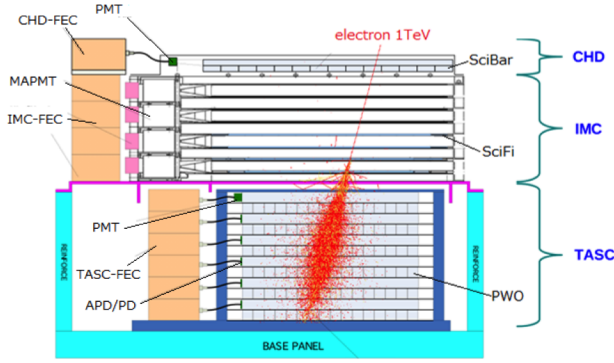 CHD-FEC
PMT
electron 1TeV
SciBar
CHD
MAPMT
IMC-FEC
IMC
SciFi
PMT
TASC-FEC
APD/PD
TASC
PWO
REINFORCE
REINFORCE
BASE PANEL